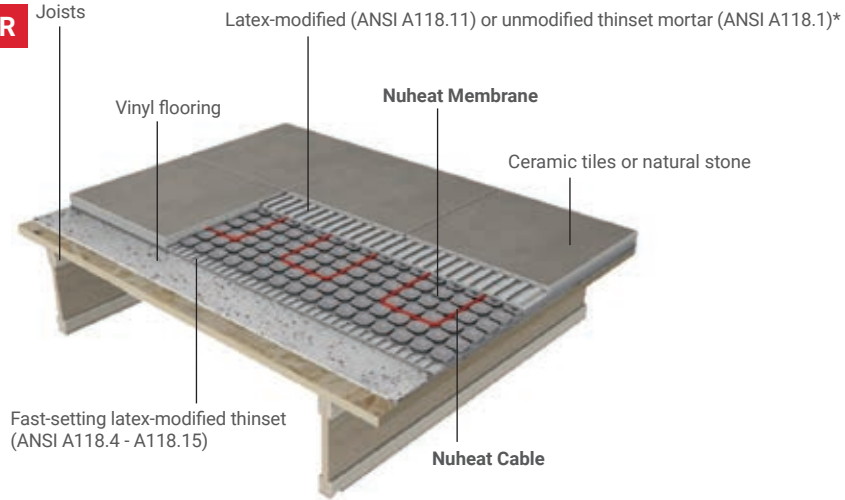 R
Joists
Latex-modified (ANSI A118.11) or unmodified thinset mortar (ANSI A118.1)*
Vinyl flooring
Nuheat Membrane
Ceramic tiles or natural stone
Fast-setting latex-modified thinset
(ANSI A118.4 - A118.15)
Nuheat Cable